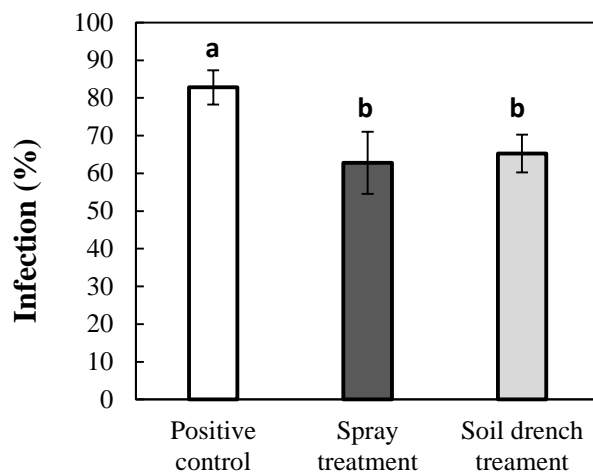 100
90
80
70
60
50
40
30
20
10
0
Infection (%)
a
b
b
Positive
control
Spray
treatment
Soil drench
treament